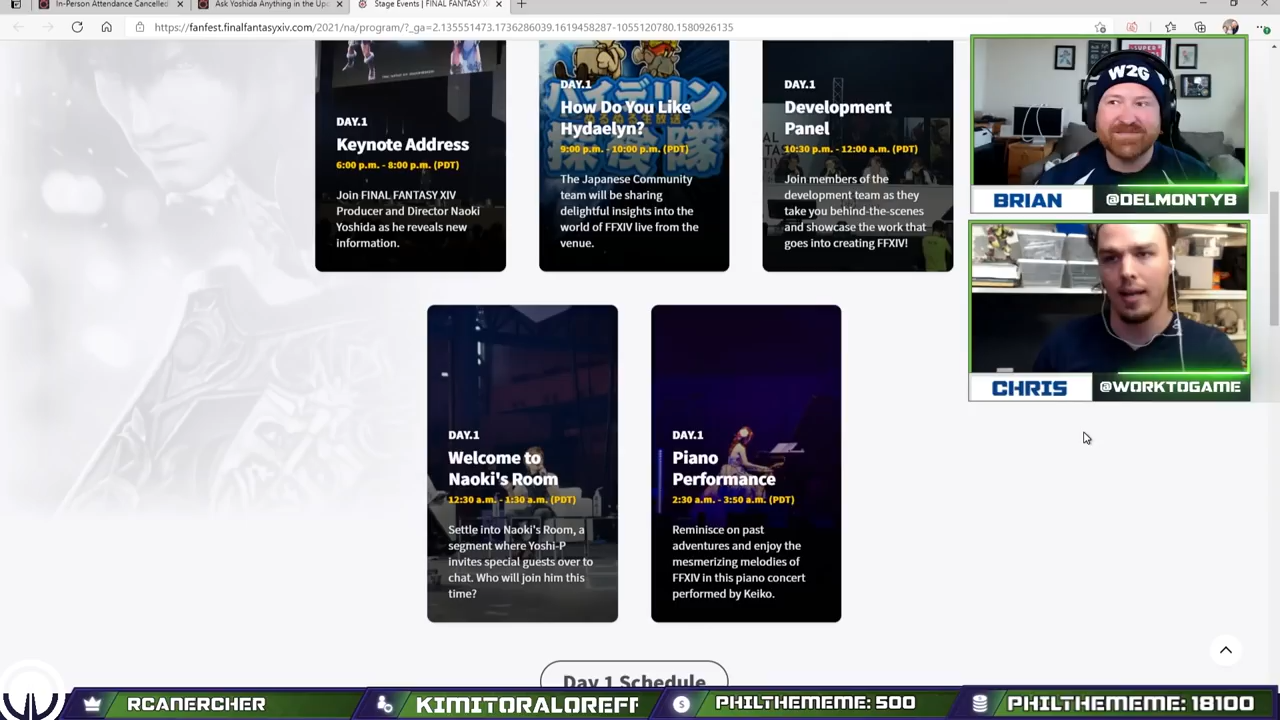 In-Person Attendance Cancelled
Ask Yoshida Anything in the Up
Stage Events | FINAL FANTASY X
https://fanfest.finalfantasyxiv.com/2021/na/program/?_ga=2.135551473.1736286039.1619458287-1055120780.1580926135
DAY.1
Keynote Address
6:00 p.m. - 8:00 p.m. (PDT)
Join FINAL FANTASY XIV
Producer and Director Naoki
Yoshida as he reveals new
information.
DAY.1
How Do You Like
Hydaelyn?
9:00 p.m. - 10:00 p.m. (PDT)
The Japanese Community
team will be sharing
delightful insights into the
world of FFXIV live from the
venue.
DAY.1
Development
Panel
10:30 p.m. - 12:00 a.m. (PDT)
Join members of the
development team as they
take you behind-the-scenes
and showcase the work that
goes into creating FFXIV!
W2G
BRIAN
@DELMONTYB
CHRIS
@WORKTOGAME
DAY.1
Welcome to
Naoki's Room
12:30 a.m. - 1:30 a.m. (PDT)
Settle into Naoki's Room, a
segment where Yoshi-P
invites special guests over to
chat. Who will join him this
time?
DAY.1
Piano
Performance
2:30 a.m. - 3:50 a.m. (PDT)
Reminisce on past
adventures and enjoy the
mesmerizing melodies of
FFXIV in this piano concert
performed by Keiko.
Day 1 Schedule
RCANERCHER
KIMITORALOREFF
PHILTHEMEME: 500
PHILTHEMEME: 18100